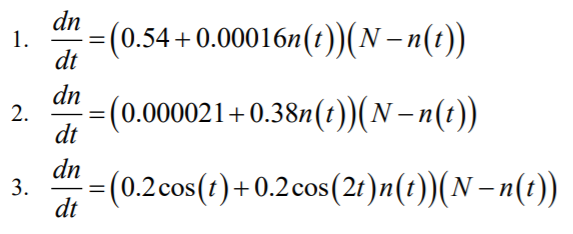 1. dn/dt = (0.54 + 0.00016n(t))(N − n(t))
2. dn/dt = (0.000021 + 0.38n(t))(N − n(t))
3. dn/dt = (0.2cos(t) + 0.2cos(2t)n(t))(N − n(t))